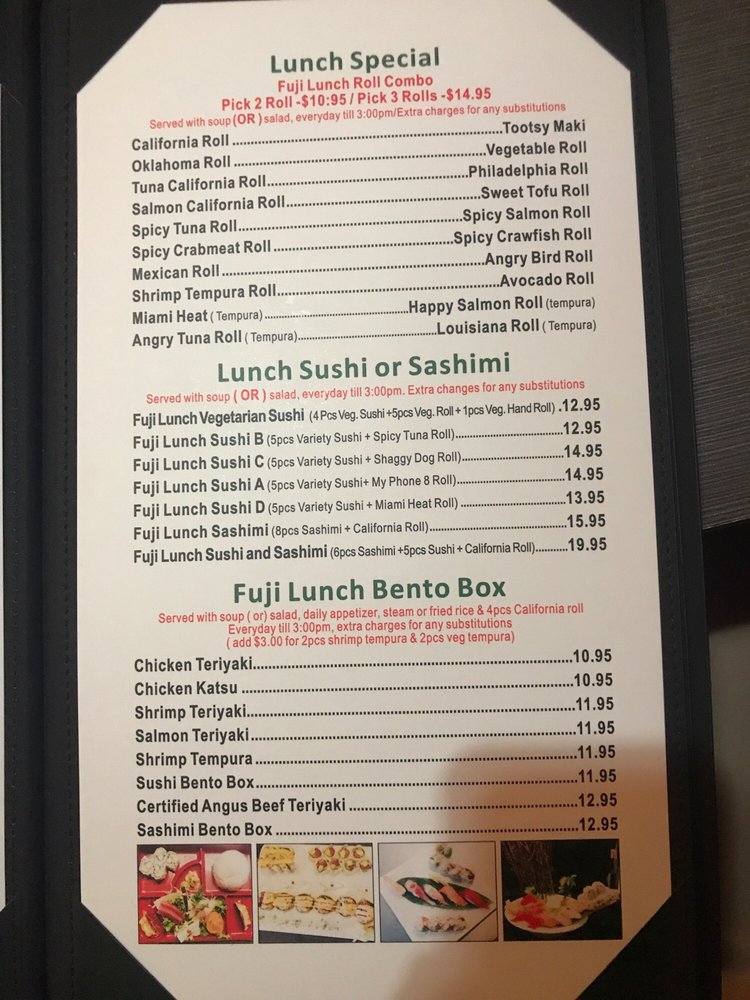 Lunch Special
Fuji Lunch Roll Combo
Pick 2 Roll -$10:95 / Pick 3 Rolls -$14.95
Served with soup (OR) salad, everyday till 3:00pm/Extra charges for any substitutions
California Roll ........ Tootsy Maki
Oklahoma Roll ........ Vegetable Roll
Tuna California Roll ........ Philadelphia Roll
Salmon California Roll ........ Sweet Tofu Roll
Spicy Tuna Roll ........ Spicy Salmon Roll
Spicy Crabmeat Roll ........ Spicy Crawfish Roll
Mexican Roll ........ Angry Bird Roll
Shrimp Tempura Roll ........ Avocado Roll
Miami Heat ( Tempura) ........ Happy Salmon Roll (tempura)
Angry Tuna Roll ( Tempura) ........ Louisiana Roll ( Tempura)
Lunch Sushi or Sashimi
Served with soup ( OR ) salad, everyday till 3:00pm. Extra changes for any substitutions
Fuji Lunch Vegetarian Sushi (4 Pcs Veg. Sushi +5pcs Veg. Roll + 1pcs Veg. Hand Roll) .12.95
Fuji Lunch Sushi B (5pcs Variety Sushi + Spicy Tuna Roll) ........ 12.95
Fuji Lunch Sushi C (5pcs Variety Sushi + Shaggy Dog Roll) ........ 14.95
Fuji Lunch Sushi A (5pcs Variety Sushi+ My Phone 8 Roll) ........ 14.95
Fuji Lunch Sushi D (5pcs Variety Sushi + Miami Heat Roll) ........ 13.95
Fuji Lunch Sashimi (8pcs Sashimi + California Roll) ........ 15.95
Fuji Lunch Sushi and Sashimi (6pcs Sashimi +5pcs Sushi + California Roll) ........ 19.95
Fuji Lunch Bento Box
Served with soup ( or) salad, daily appetizer, steam or fried rice & 4pcs California roll
Everyday till 3:00pm, extra charges for any substitutions
( add $3.00 for 2pcs shrimp tempura & 2pcs veg tempura)
Chicken Teriyaki ........ 10.95
Chicken Katsu ........ 10.95
Shrimp Teriyaki ........ 11.95
Salmon Teriyaki ........ 11.95
Shrimp Tempura ........ 11.95
Sushi Bento Box ........ 11.95
Certified Angus Beef Teriyaki ........ 12.95
Sashimi Bento Box ........ 12.95